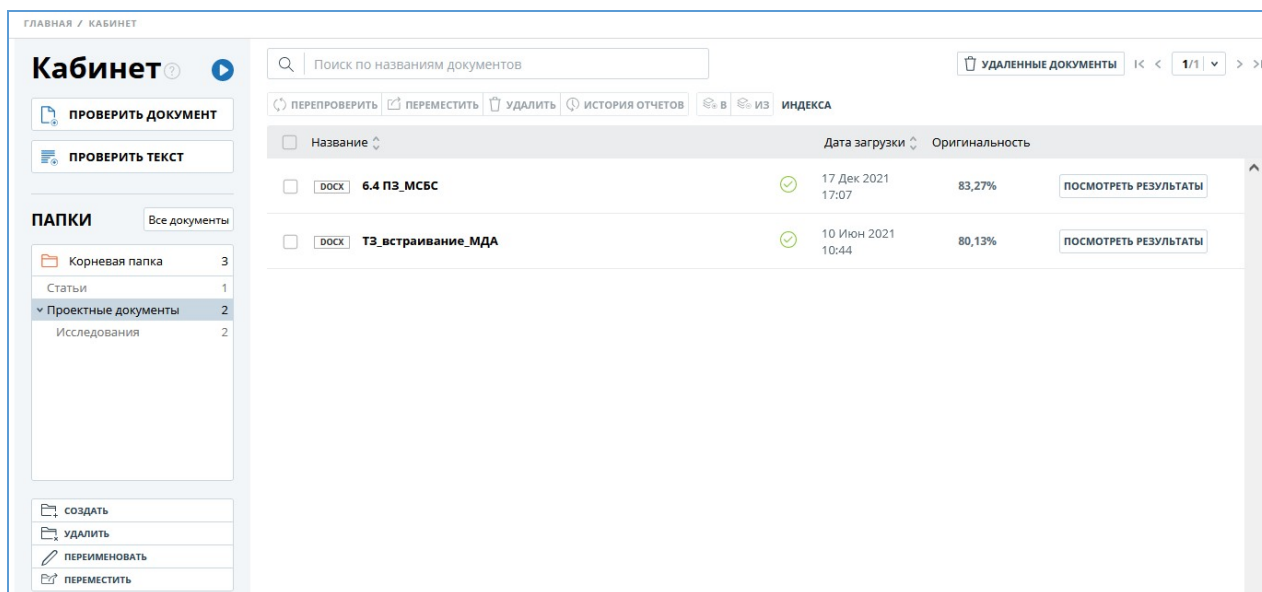 ГЛАВНАЯ / КАБИНЕТ
Кабинет
Поиск по названиям документов
УДАЛЕННЫЕ ДОКУМЕНТЫ
1/1
ПРОВЕРИТЬ ДОКУМЕНТ
ПРОВЕРИТЬ ТЕКСТ
ПЕРЕПРОВЕРИТЬ ПЕРЕМЕСТИТЬ УДАЛИТЬ ИСТОРИЯ ОТЧЕТОВ В ИЗ ИНДЕКСА
Название Дата загрузки Оригинальность
DOCX 6.4 ПЗ_МСБС 17 Дек 2021 17:07 83,27% ПОСМОТРЕТЬ РЕЗУЛЬТАТЫ
DOCX ТЗ_встраивание_МДА 10 Июн 2021 10:44 80,13% ПОСМОТРЕТЬ РЕЗУЛЬТАТЫ
ПАПКИ Все документы
Корневая папка 3
Статьи 1
Проектные документы 2
Исследования 2
СОЗДАТЬ
УДАЛИТЬ
ПЕРЕИМЕНОВАТЬ
ПЕРЕМЕСТИТЬ